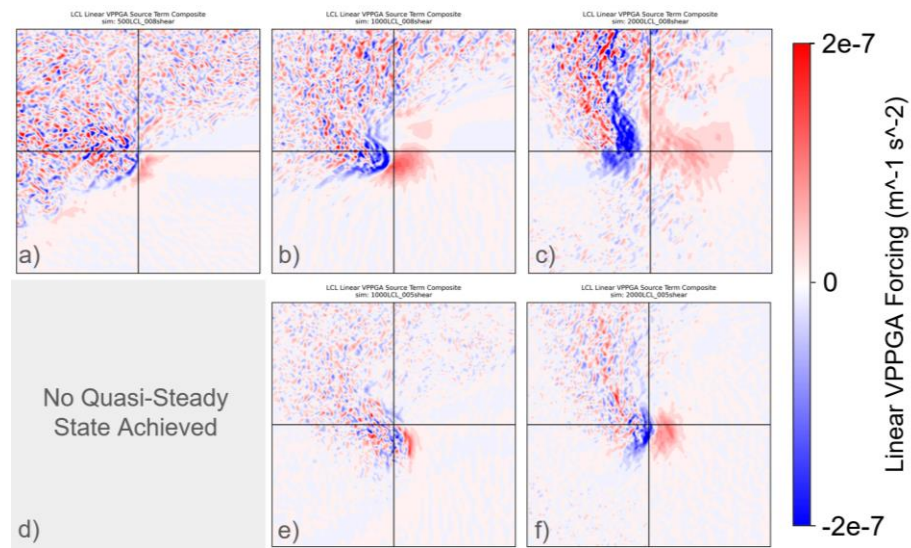 LCL Linear VPPGA Source Term Composite
sim: 500LCL_008shear
LCL Linear VPPGA Source Term Composite
sim: 1000LCL_008shear
LCL Linear VPPGA Source Term Composite
sim: 2000LCL_008shear
a)
b)
c)
No Quasi-Steady
State Achieved
d)
LCL Linear VPPGA Source Term Composite
sim: 1000LCL_005shear
e)
LCL Linear VPPGA Source Term Composite
sim: 2000LCL_005shear
f)
2e-7
0
-2e-7
Linear VPPGA Forcing (m^-1 s^-2)